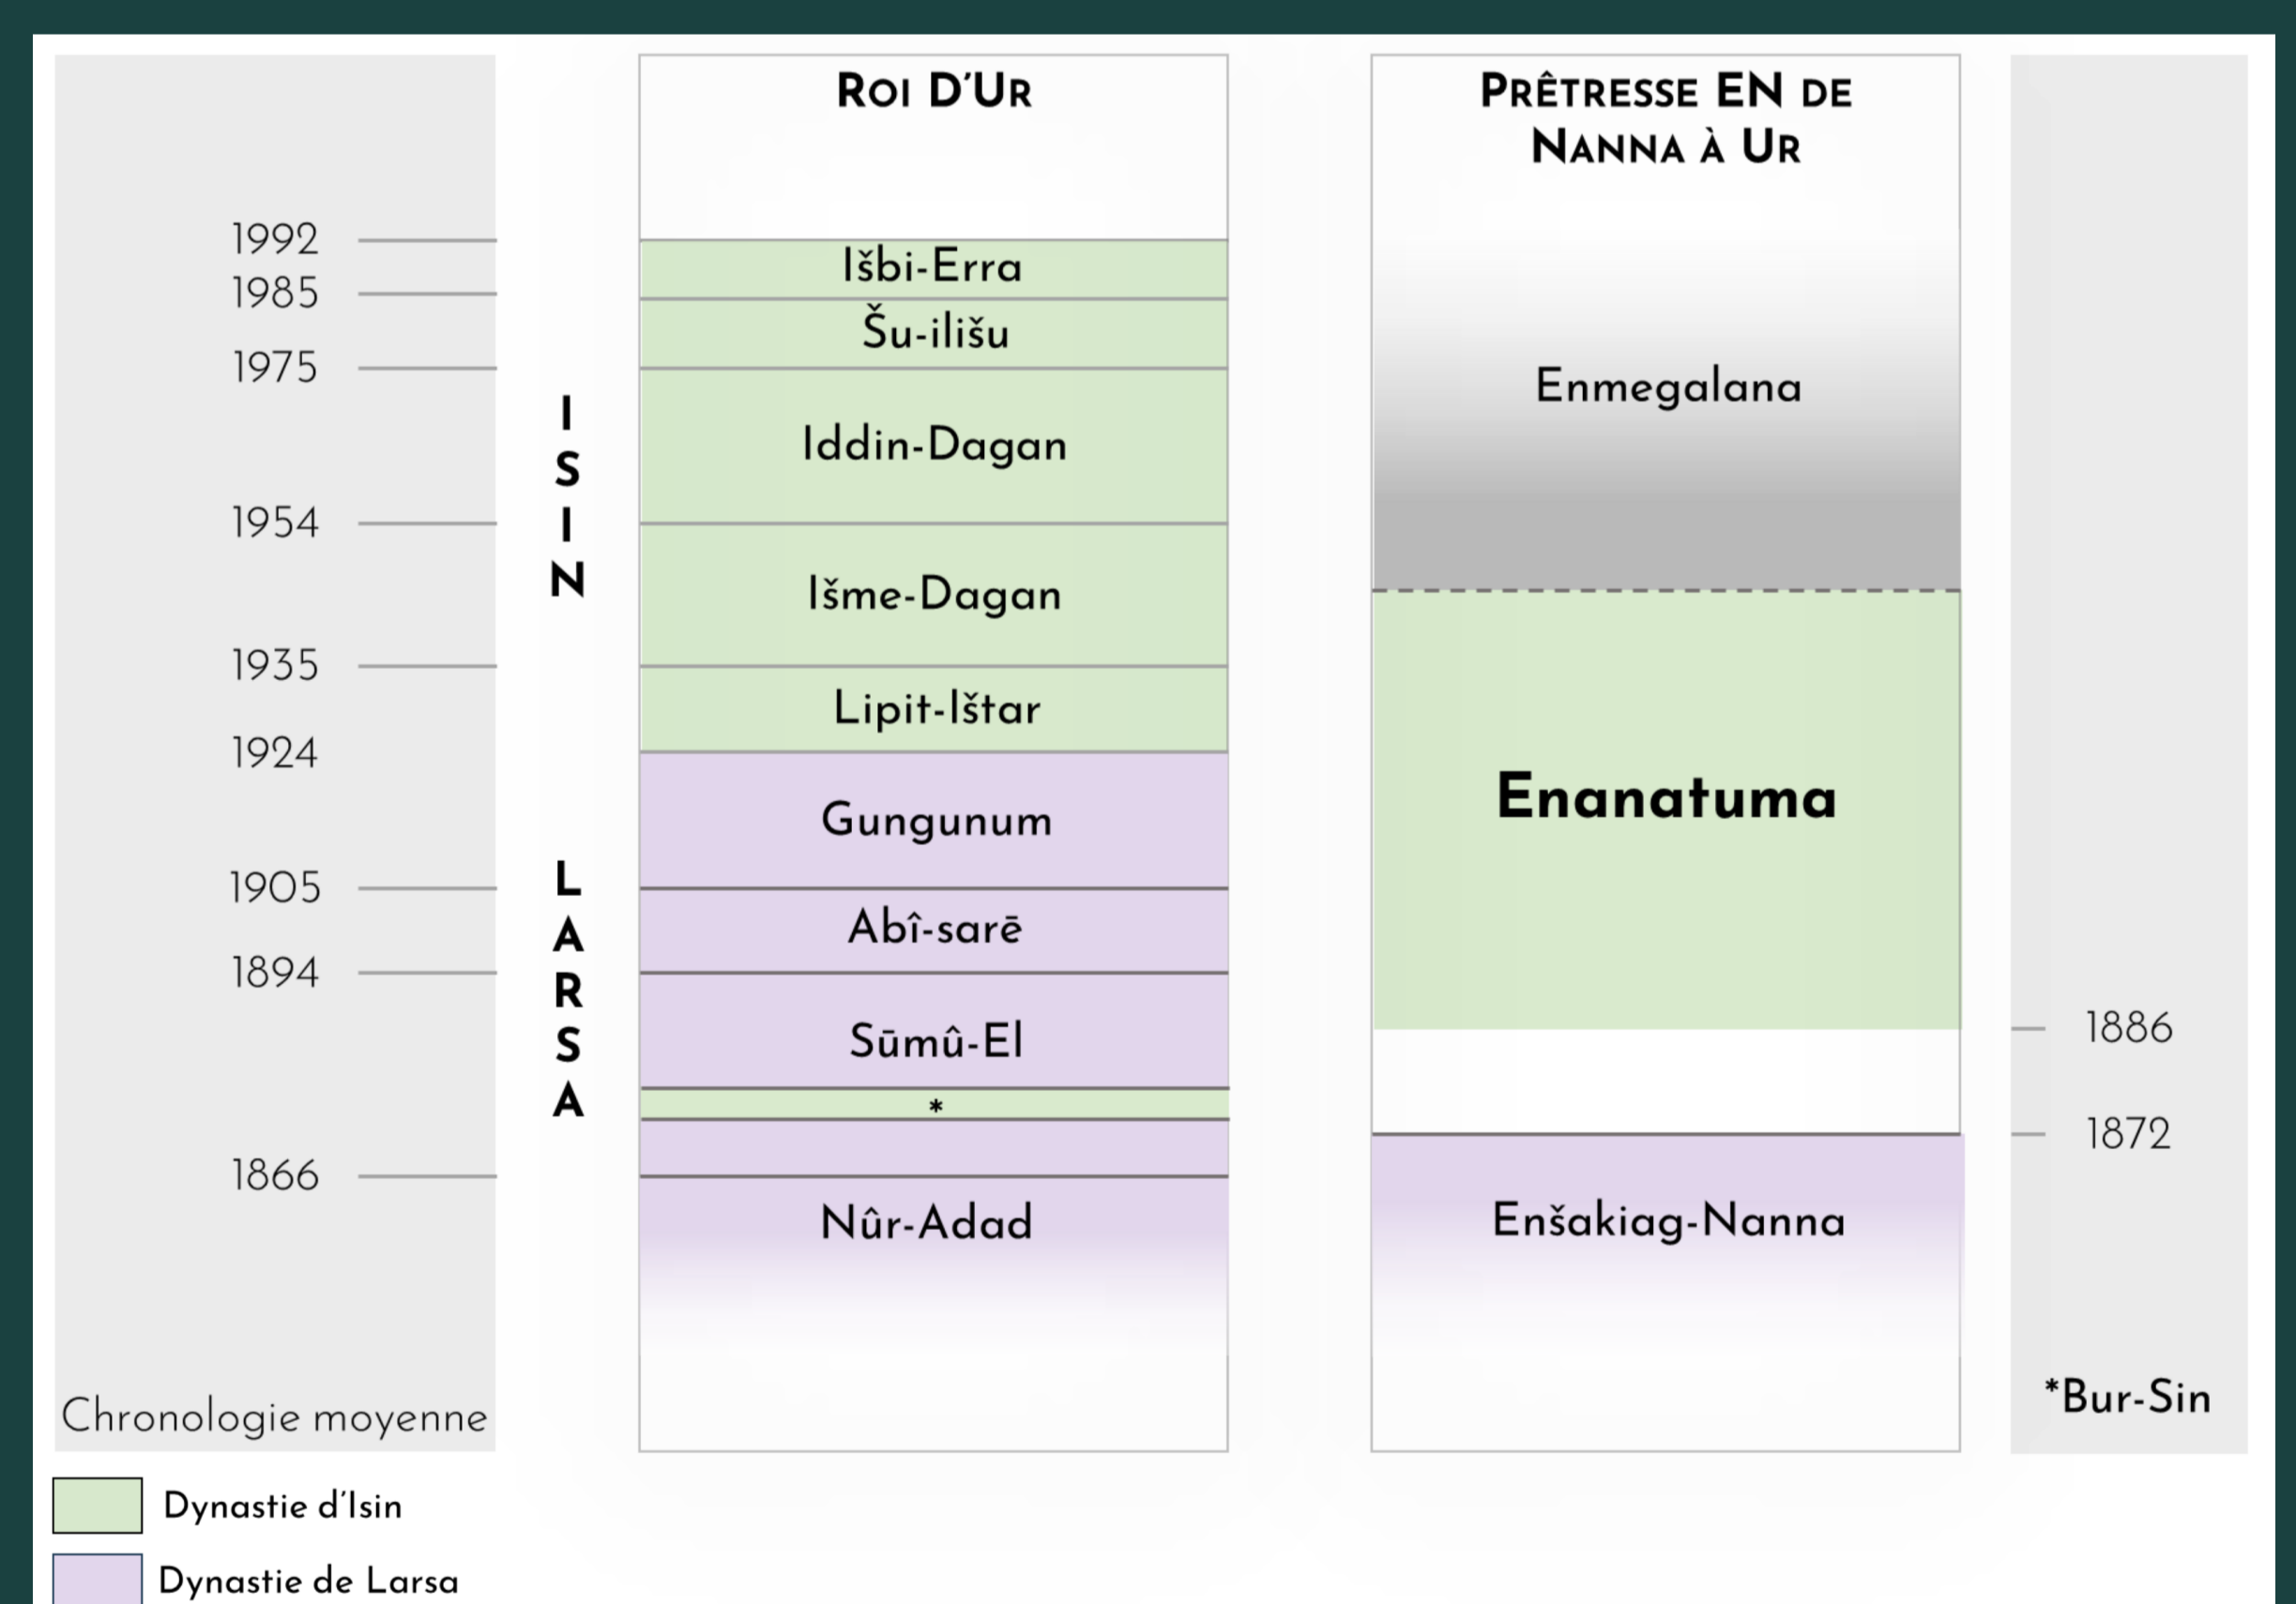 Roi d’Ur
Prêtresse EN de
Nanna à Ur
1992
1985
1975
1954
1935
1924
1905
1894
1866
Chronologie moyenne
ISIN
LARSA
Išbi-Erra
Šu-ilišu
Iddin-Dagan
Išme-Dagan
Lipit-Ištar
Gungunum
Abî-sarē
Sūmû-El
*
Nûr-Adad
Enmegalana
Enanatuma
Enšakiag-Nanna
1886
1872
*Bur-Sin
Dynastie d’Isin
Dynastie de Larsa